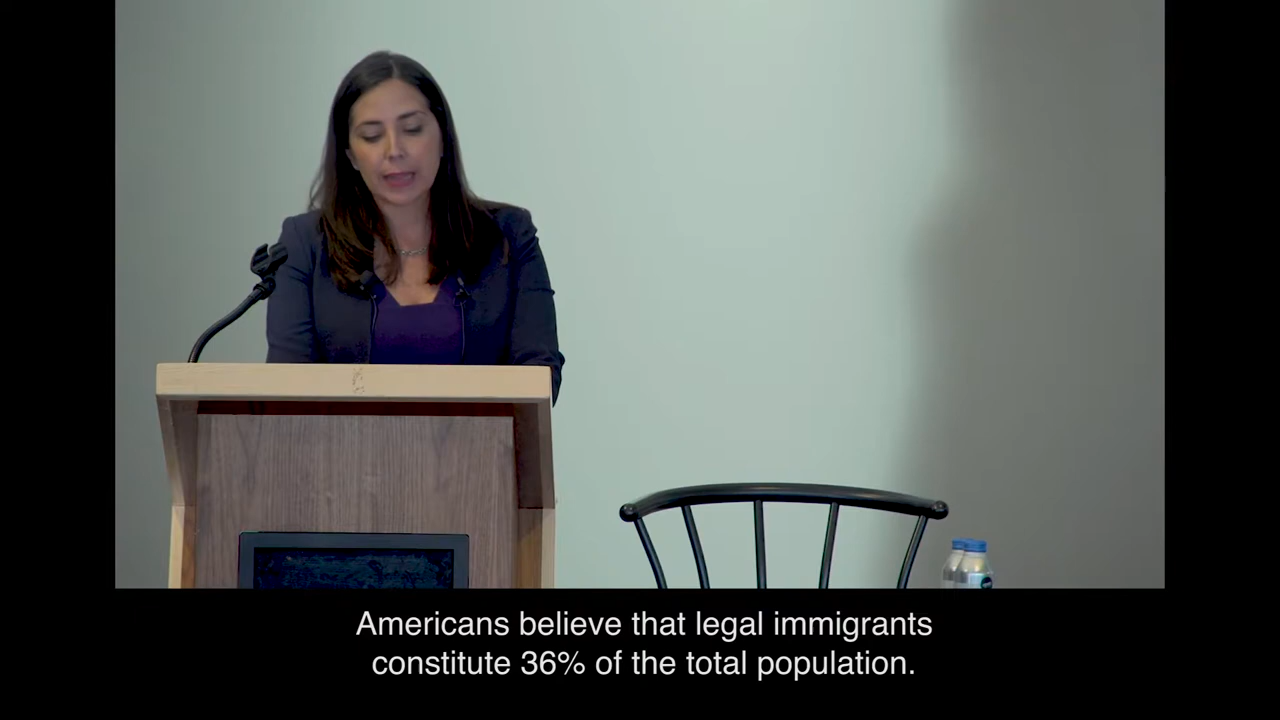 Americans believe that legal immigrants
constitute 36% of the total population.